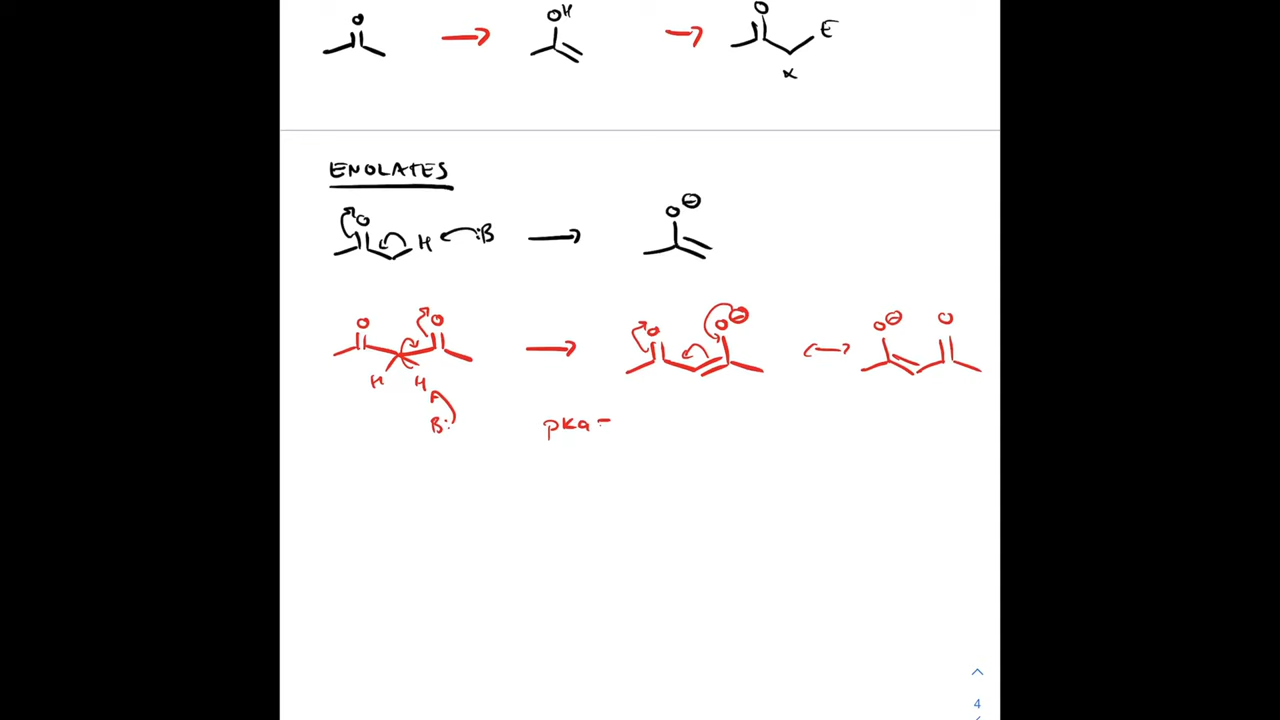 O OH O E
α
ENOLATES
O H :B O ⊖
O O O O ⊖ O ⊖ O
H H
B:
pka =
4